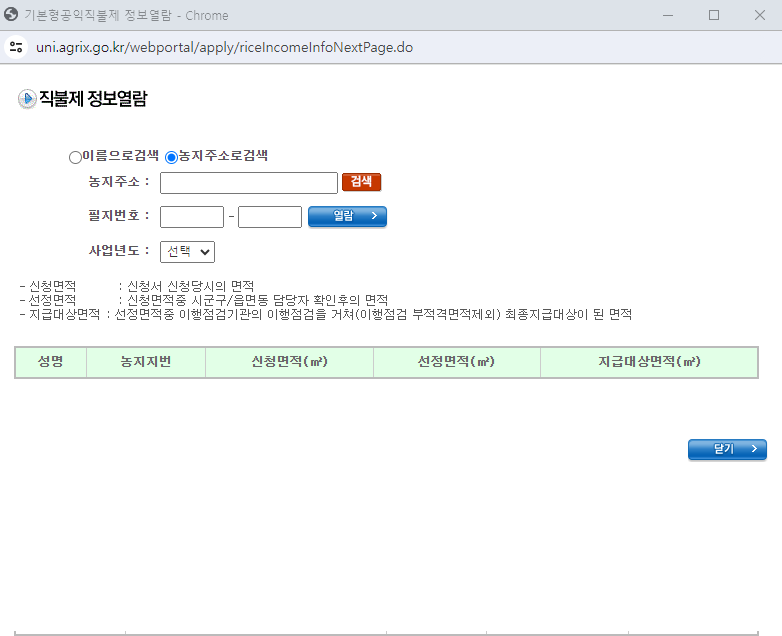 기본형공익직불제 정보열람 - Chrome
uni.agrix.go.kr/webportal/apply/riceIncomeInfoNextPage.do
직불제 정보열람
이름으로검색 농지주소로검색
농지주소 : 검색
필지번호 : - 열람
사업년도 : 선택
- 신청면적 : 신청서 신청당시의 면적
- 선정면적 : 신청면적중 시군구/읍면동 담당자 확인후의 면적
- 지급대상면적 : 선정면적중 이행점검기관의 이행점검을 거쳐(이행점검 부적격면적제외) 최종지급대상이 된 면적
성명 농지지번 신청면적(㎡) 선정면적(㎡) 지급대상면적(㎡)
닫기